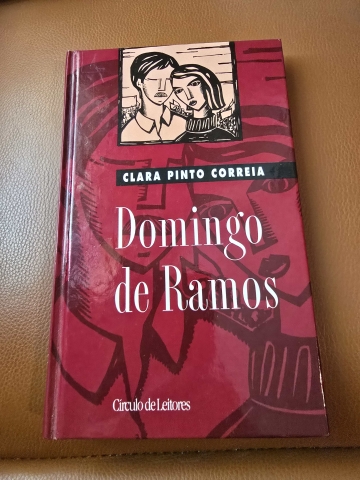 CLARA PINTO CORREIA
Domingo
de Ramos
Círculo de Leitores